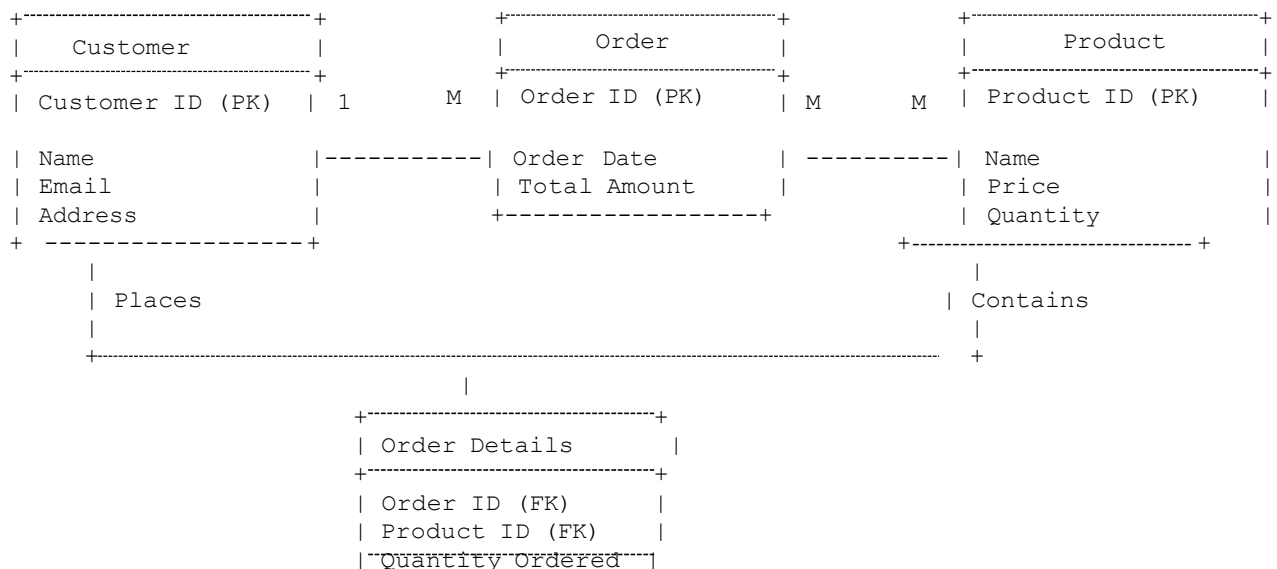 Customer Order Product
Customer ID (PK) 1 M Order ID (PK) M M Product ID (PK)
Name Order Date Name
Email Total Amount Price
Address Quantity
Places Contains
Order Details
Order ID (FK)
Product ID (FK)
Quantity Ordered